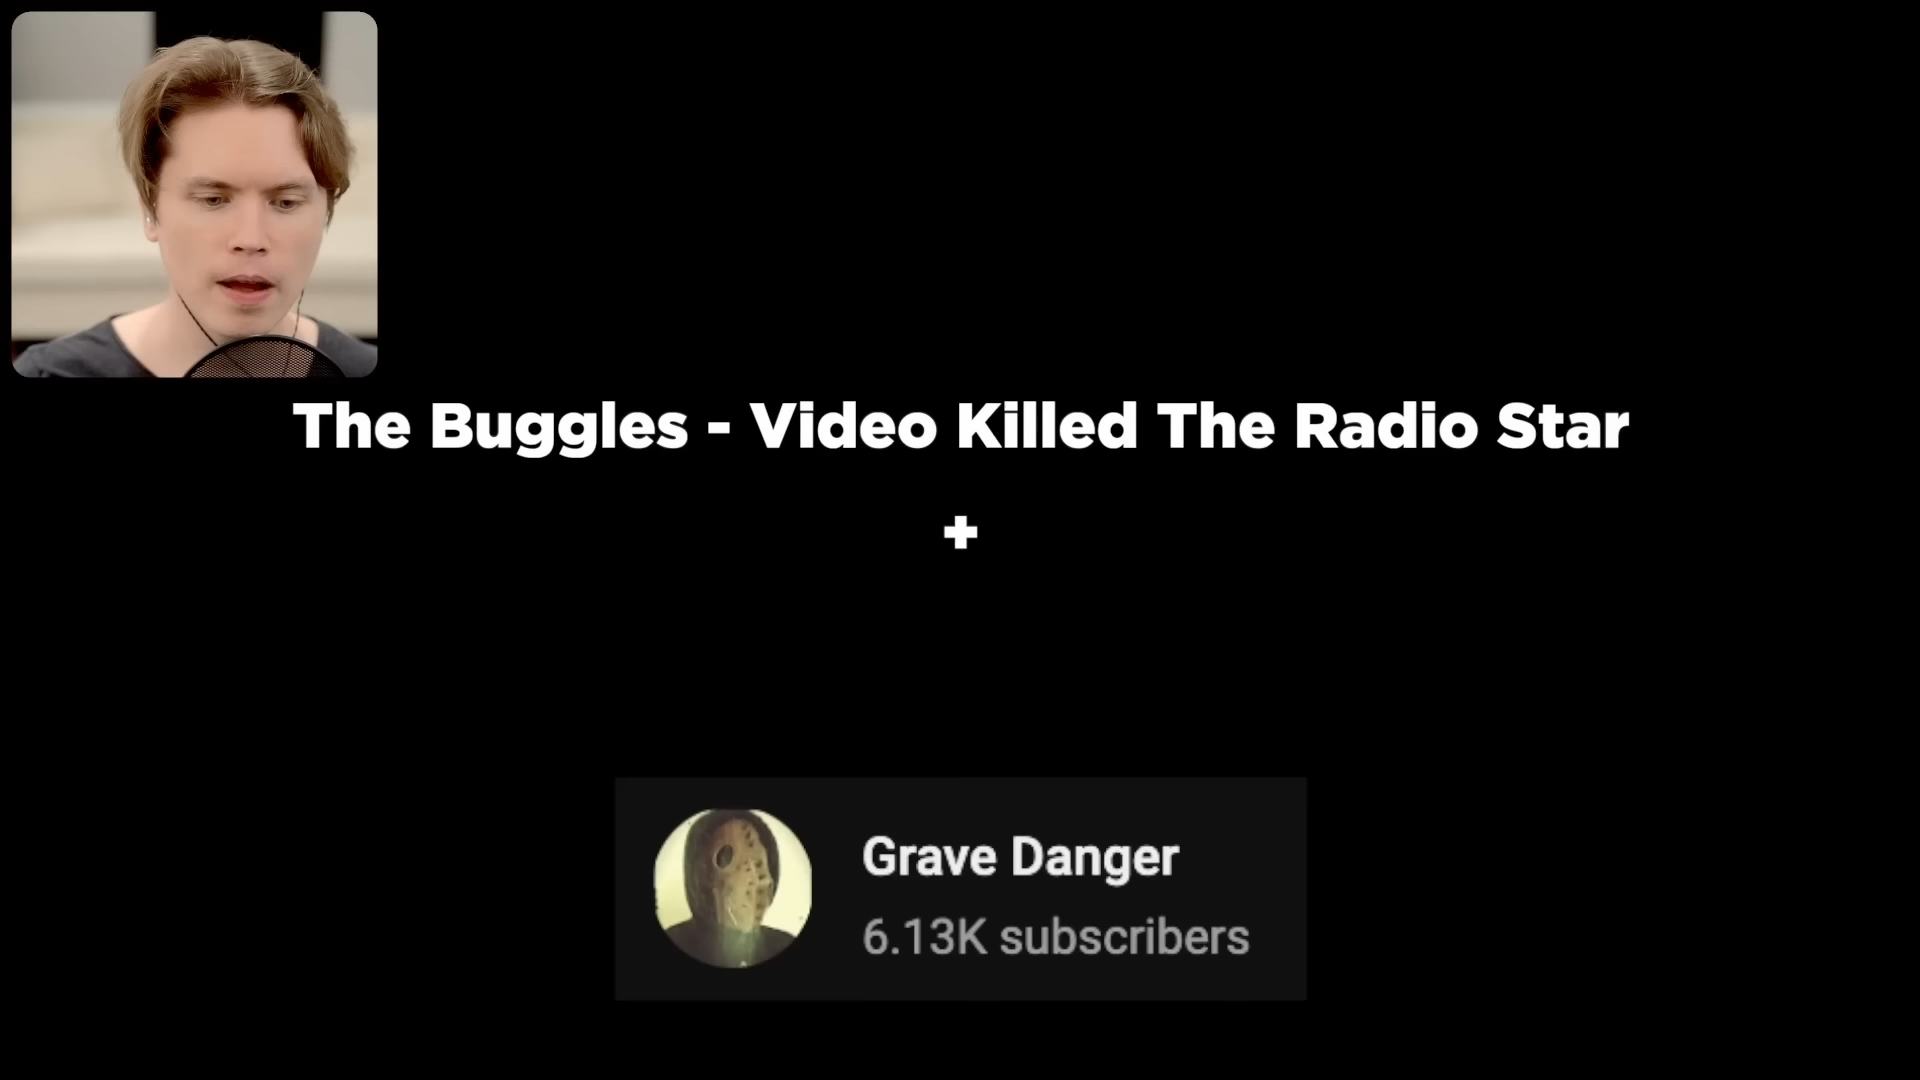 The Buggles - Video Killed The Radio Star
+
Grave Danger
6.13K subscribers